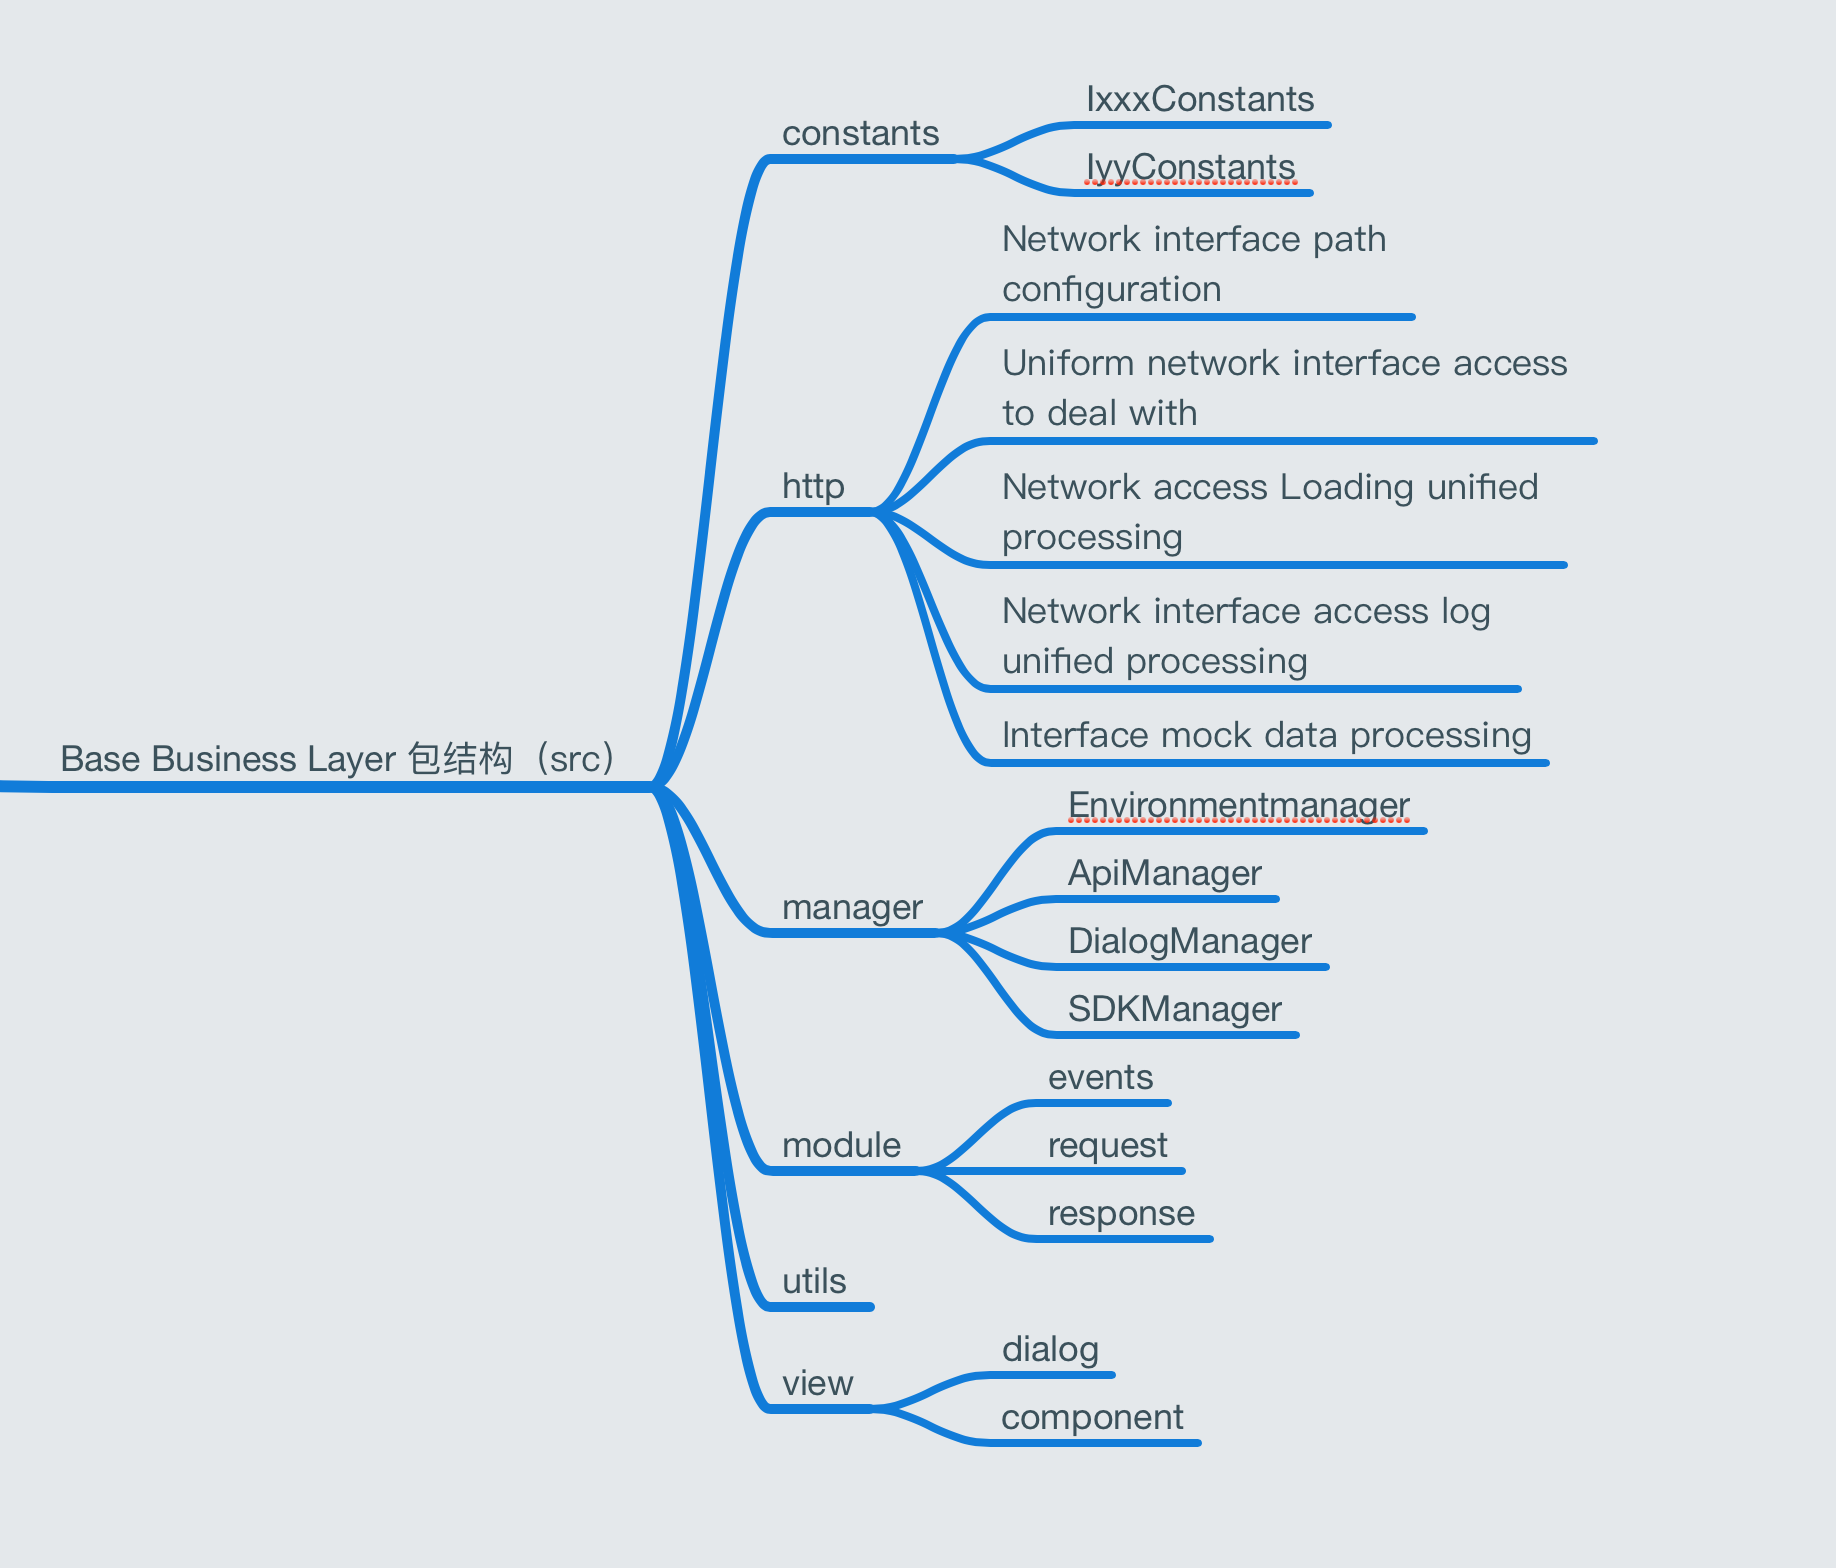 IxxxConstants
constants
IyyConstants
Network interface path
configuration
Uniform network interface access
to deal with
http
Network access Loading unified
processing
Network interface access log
unified processing
Interface mock data processing
Base Business Layer 包结构（src）
Environmentmanager
ApiManager
manager
DialogManager
SDKManager
events
module
request
response
utils
dialog
view
component